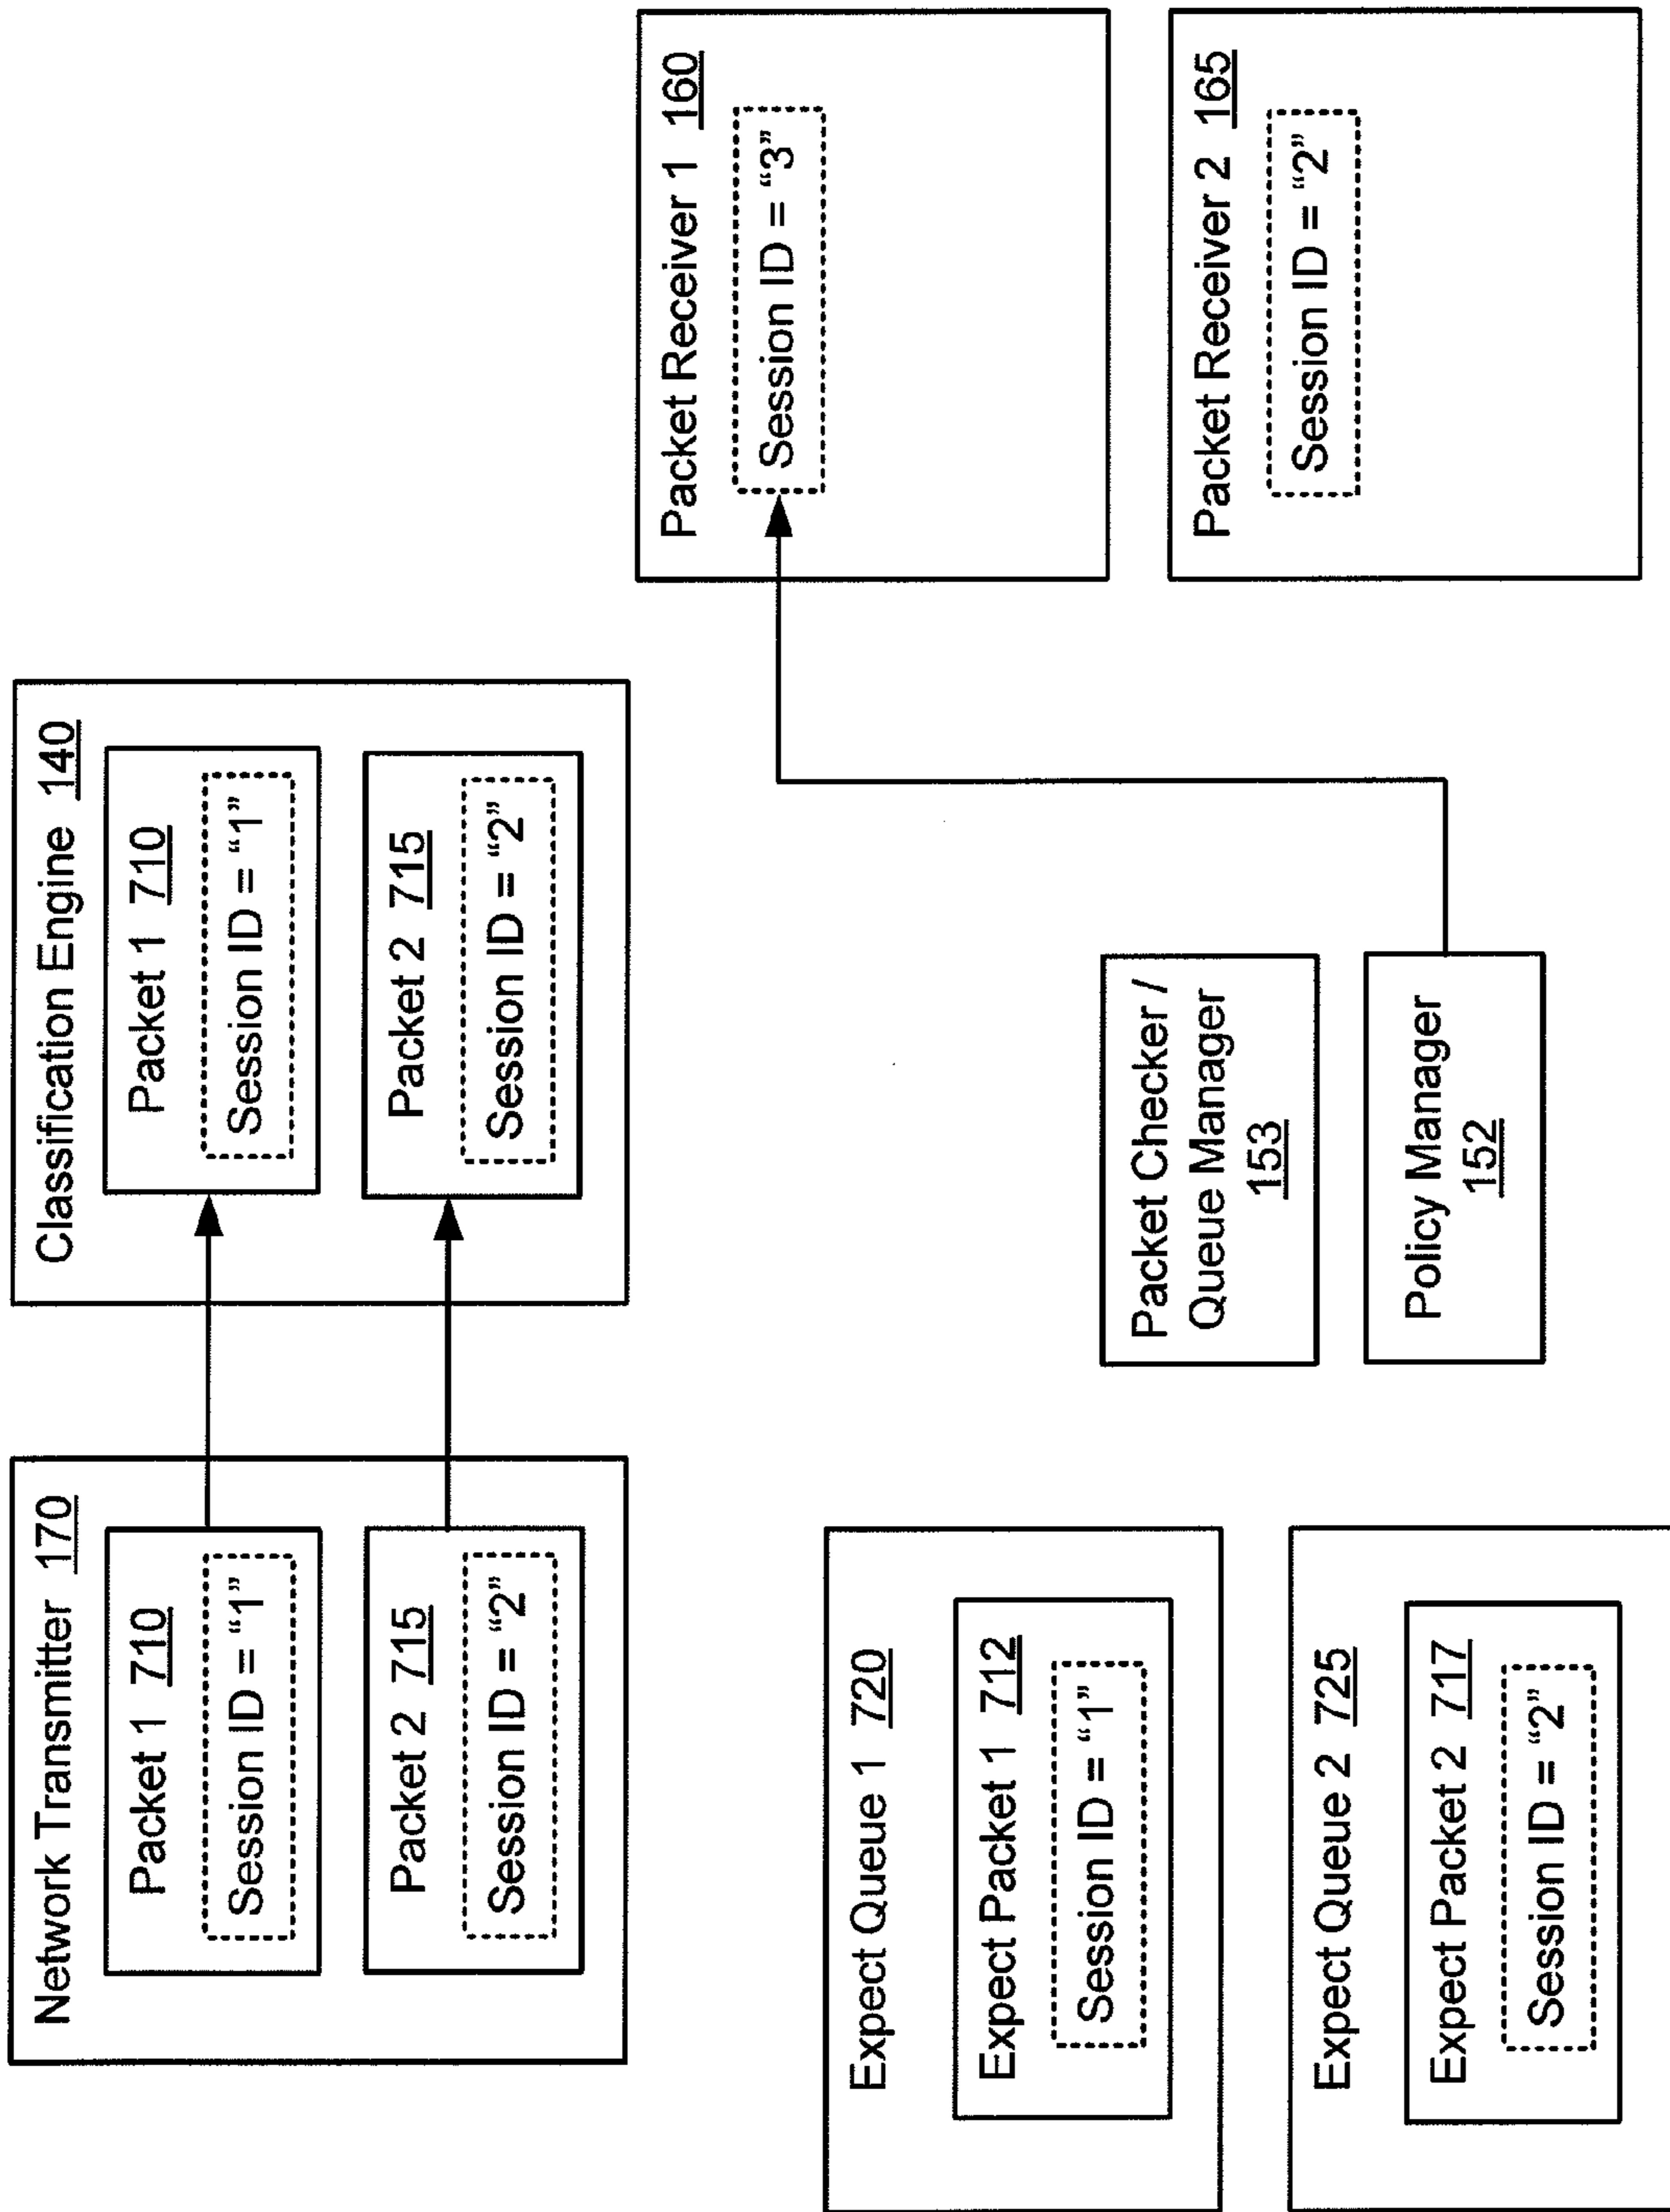 Network Transmitter 170
Packet 1 710
Session ID = “1”
Packet 2 715
Session ID = “2”
Classification Engine 140
Packet 1 710
Session ID = “1”
Packet 2 715
Session ID = “2”
Expect Queue 1 720
Expect Packet 1 712
Session ID = “1”
Expect Queue 2 725
Expect Packet 2 717
Session ID = “2”
Packet Checker /
Queue Manager
153
Policy Manager
152
Packet Receiver 1 160
Session ID = “3”
Packet Receiver 2 165
Session ID = “2”